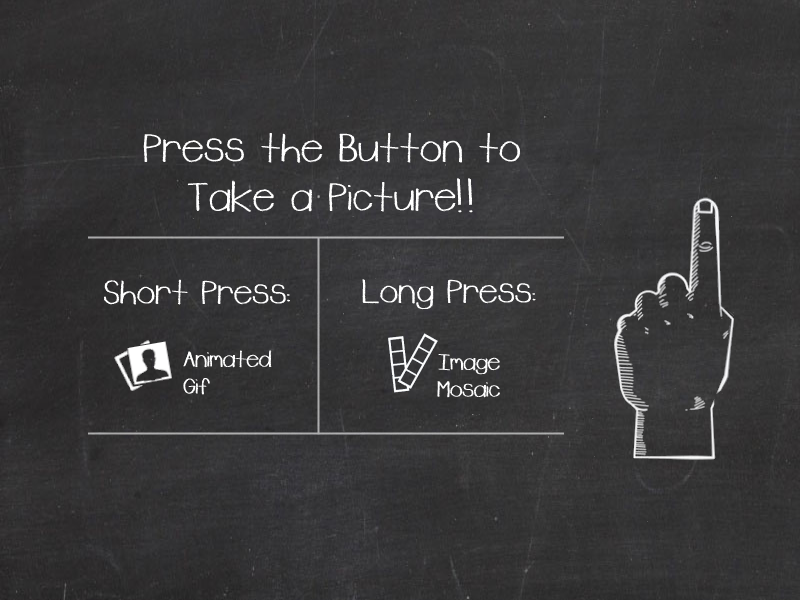 Press the Button to
Take a Picture!!
Short Press:
Long Press:
Animated
Gif
Image
Mosaic